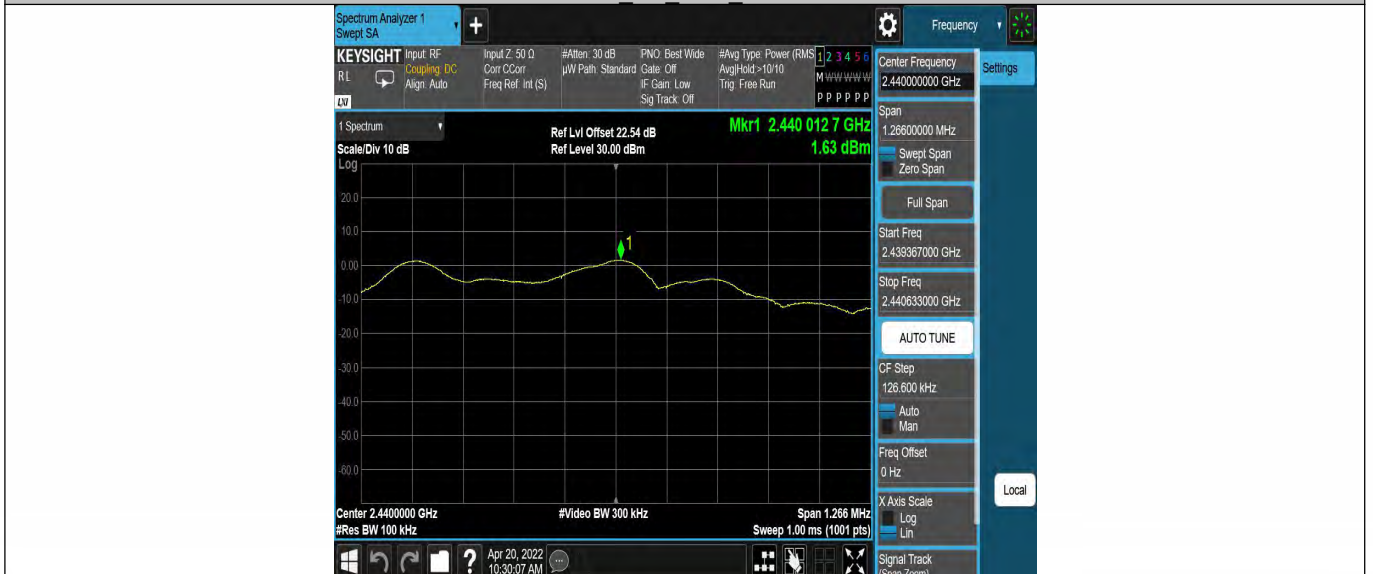 Spectrum Analyzer 1
Swept SA
+
Frequency
KEYSIGHT
Input: RF
Input Z: 50 Ω
#Atten: 30 dB
PNO: Best Wide
#Avg Type: Power (RMS
1 2 3 4 5 6
RL
Coupling: DC
Corr CCorr
µW Path: Standard
Gate: Off
Avg|Hold:>10/10
M W W W W W
Align: Auto
Freq Ref: Int (S)
IF Gain: Low
Trig: Free Run
LXI
Sig Track: Off
P P P P P P
1 Spectrum
Ref Lvl Offset 22.54 dB
Mkr1 2.440 012 7 GHz
Scale/Div 10 dB
Ref Level 30.00 dBm
1.63 dBm
Log
20.0
10.0
0.00
-10.0
-20.0
-30.0
-40.0
-50.0
-60.0
1
Center 2.4400000 GHz
#Video BW 300 kHz
Span 1.266 MHz
#Res BW 100 kHz
Sweep 1.00 ms (1001 pts)
?
Apr 20, 2022
10:30:07 AM
Center Frequency
2.440000000 GHz
Settings
Span
1.26600000 MHz
Swept Span
Zero Span
Full Span
Start Freq
2.439367000 GHz
Stop Freq
2.440633000 GHz
AUTO TUNE
CF Step
126.600 kHz
Auto
Man
Freq Offset
0 Hz
X Axis Scale
Log
Lin
Local
Signal Track
(Span Zoom)